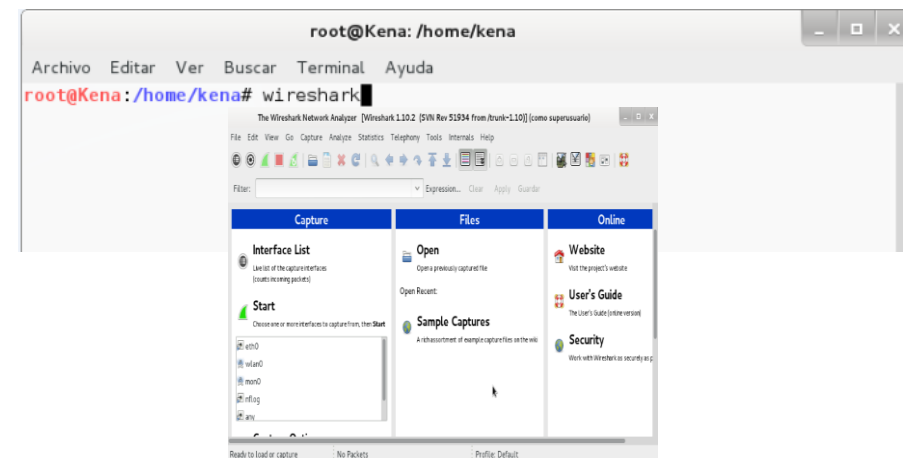 root@Kena: /home/kena
Archivo Editar Ver Buscar Terminal Ayuda
root@Kena:/home/kena# wireshark
The Wireshark Network Analyzer [Wireshark 1.10.2 (SVN Rev 51934 from /trunk-1.10)] (como superusuario)
File Edit View Go Capture Analyze Statistics Telephony Tools Internals Help
Filter: Expression... Clear Apply Guardar
Capture
Files
Online
Interface List
Live list of the capture interfaces
(counts incoming packets)
Start
Choose one or more interfaces to capture from, then Start
eth0
wlan0
mon0
nflog
any
Open
Open a previously captured file
Open Recent:
Sample Captures
A rich assortment of example capture files on the wiki
Website
Visit the project's website
User's Guide
The User's Guide (online version)
Security
Work with Wireshark as securely as p
Ready to load or capture
No Packets
Profile: Default